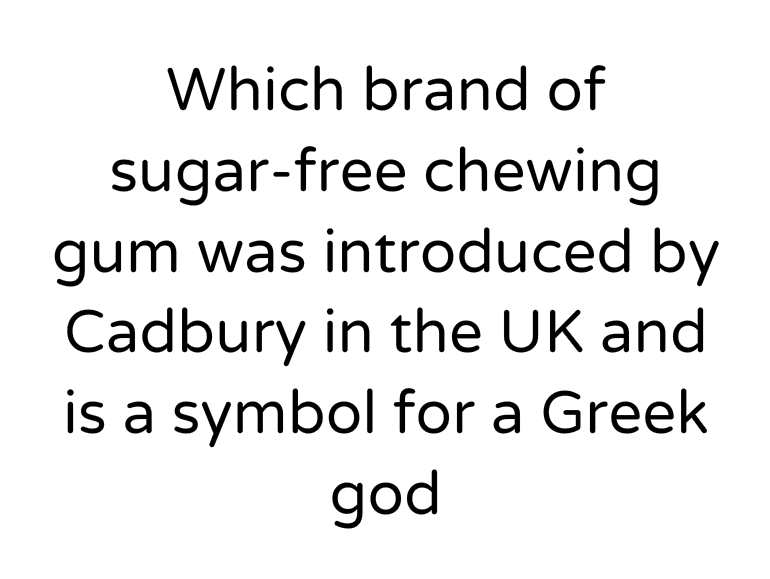 Which brand of
sugar-free chewing
gum was introduced by
Cadbury in the UK and
is a symbol for a Greek
god